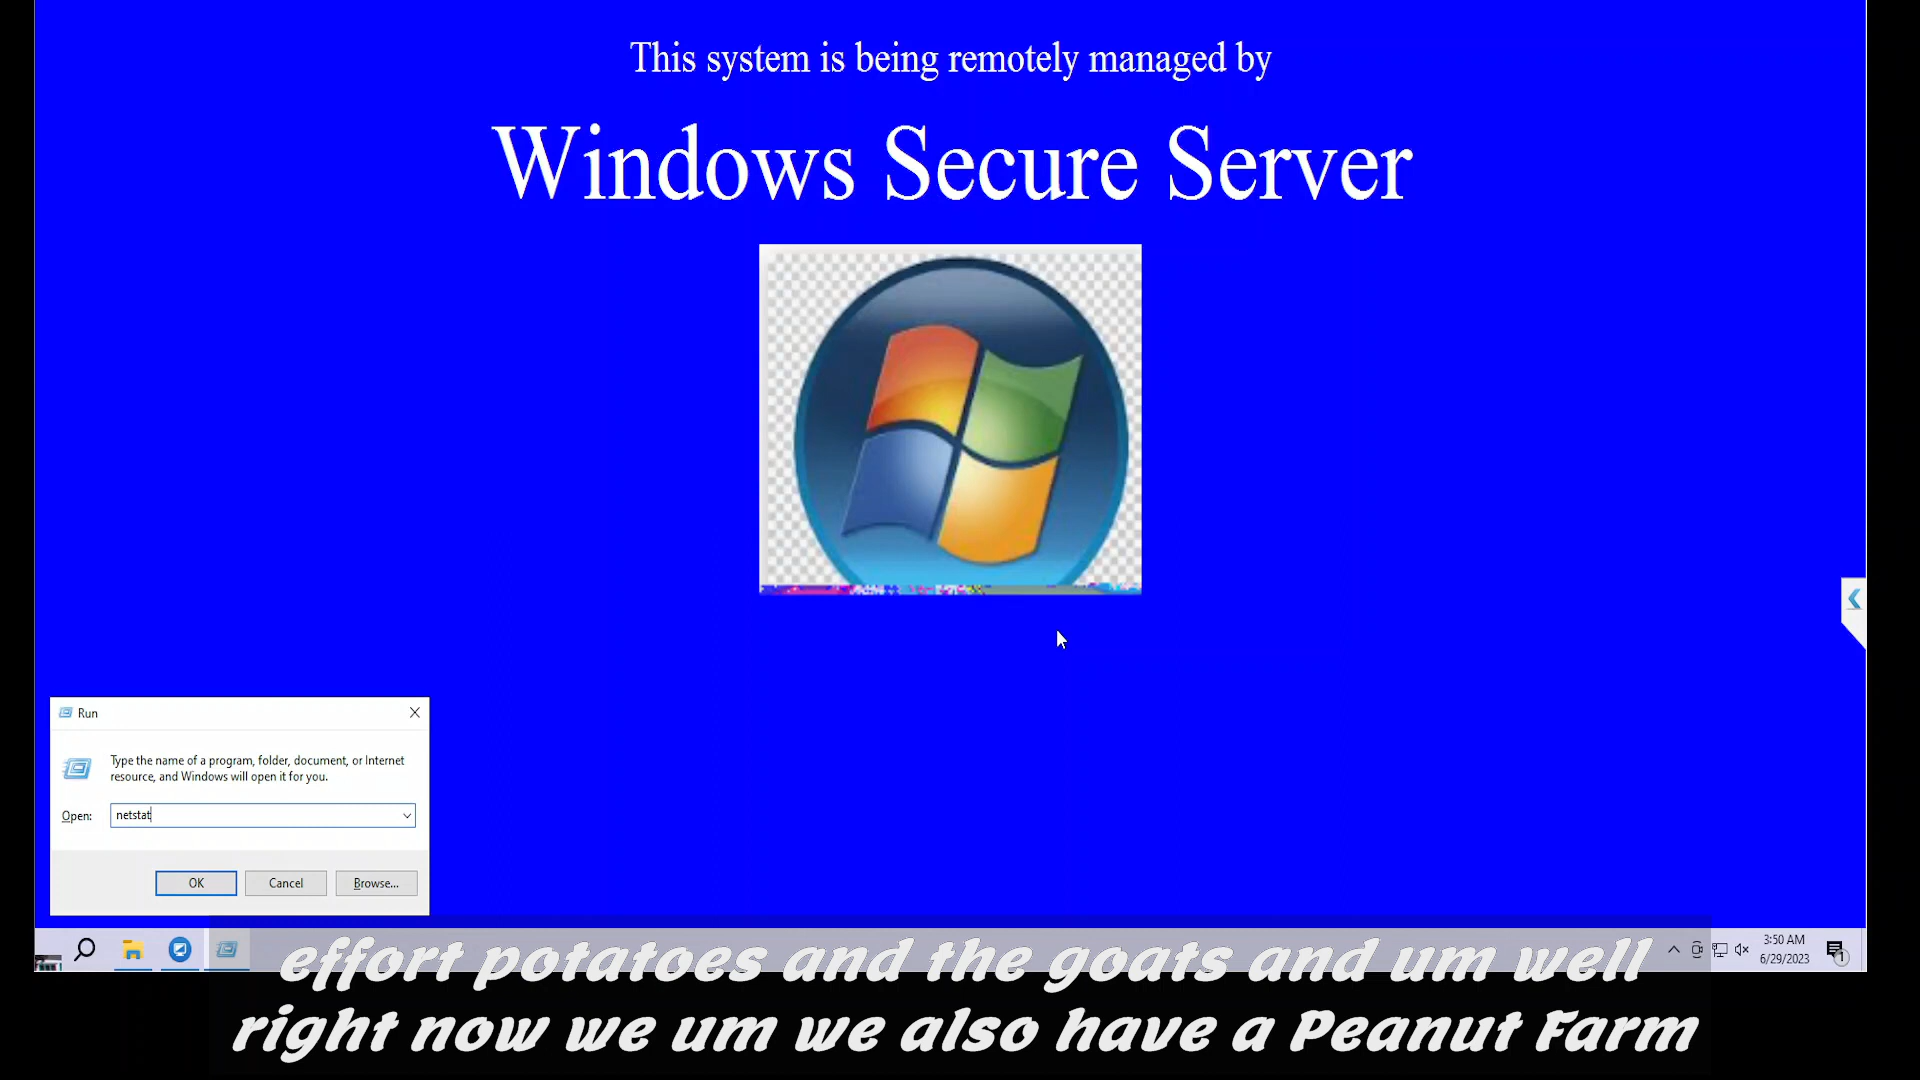 This system is being remotely managed by
Windows Secure Server
Run
Type the name of a program, folder, document, or Internet
resource, and Windows will open it for you.
Open: netstat
OK Cancel Browse...
3:50 AM
6/29/2023
1
effort potatoes and the goats and um well
right now we um we also have a Peanut Farm